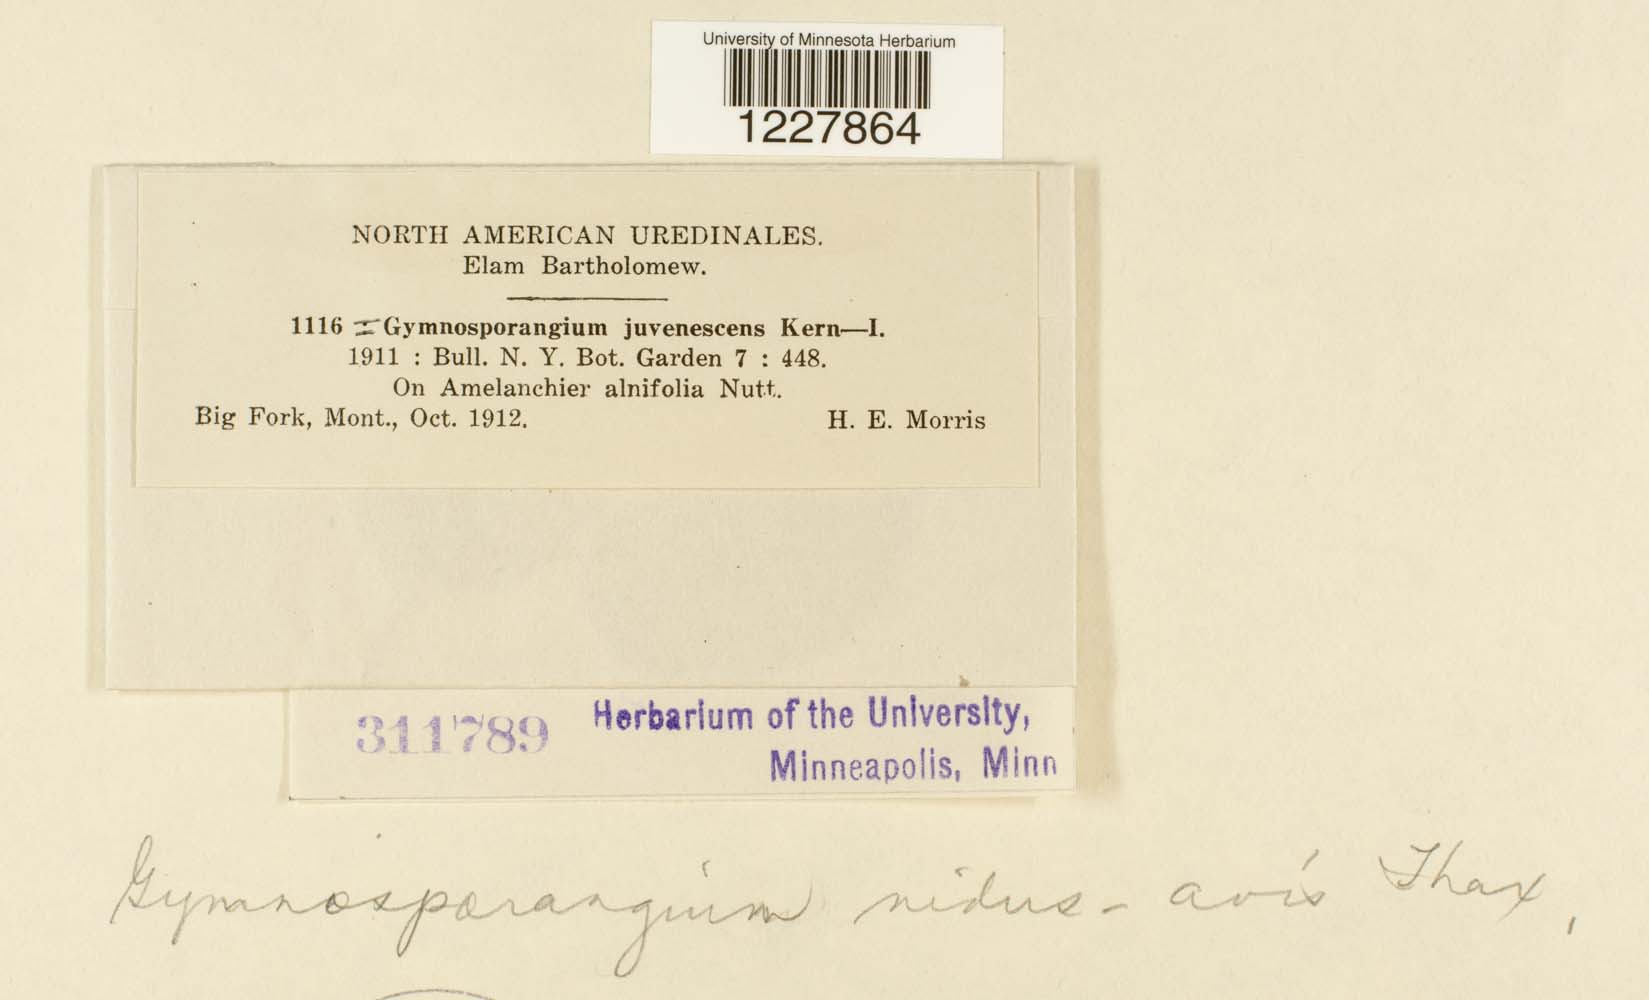 University of Minnesota Herbarium
1227864
NORTH AMERICAN UREDINALES.
Elam Bartholomew.
1116 Gymnosporangium juvenescens Kern—I.
1911 : Bull. N. Y. Bot. Garden 7 : 448.
On Amelanchier alnifolia Nutt.
Big Fork, Mont., Oct. 1912. H. E. Morris
311789 Herbarium of the University,
Minneapolis, Minn
Gymnosporangium nidus-avis Thax,